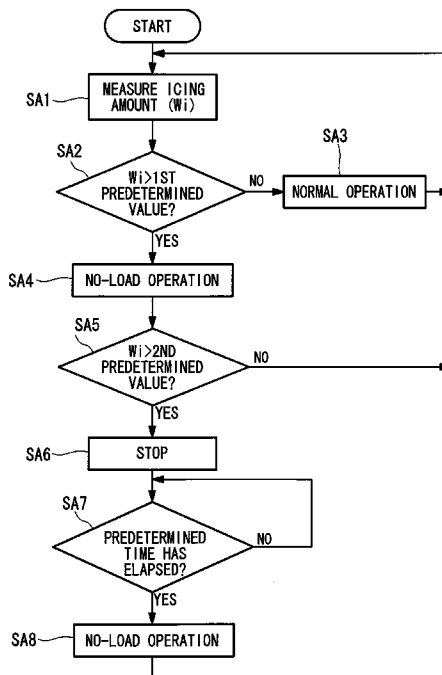 START
SA1
MEASURE ICING
AMOUNT (Wi)
SA2
Wi>1ST
PREDETERMINED
VALUE?
NO
SA3
NORMAL OPERATION
YES
SA4
NO-LOAD OPERATION
SA5
Wi>2ND
PREDETERMINED
VALUE?
NO
YES
SA6
STOP
SA7
PREDETERMINED
TIME HAS
ELAPSED?
NO
YES
SA8
NO-LOAD OPERATION